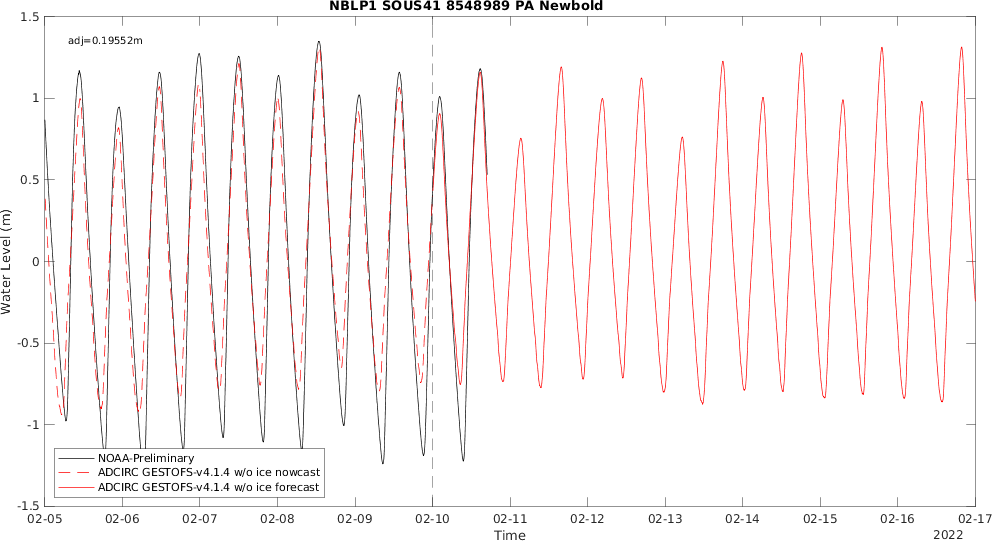 NBLP1 SOUS41 8548989 PA Newbold
adj=0.19552m
1.5
1
0.5
0
-0.5
-1
-1.5
Water Level (m)
NOAA-Preliminary
ADCIRC GESTOFS-v4.1.4 w/o ice nowcast
ADCIRC GESTOFS-v4.1.4 w/o ice forecast
02-05 02-06 02-07 02-08 02-09 02-10 02-11 02-12 02-13 02-14 02-15 02-16 02-17
Time
2022